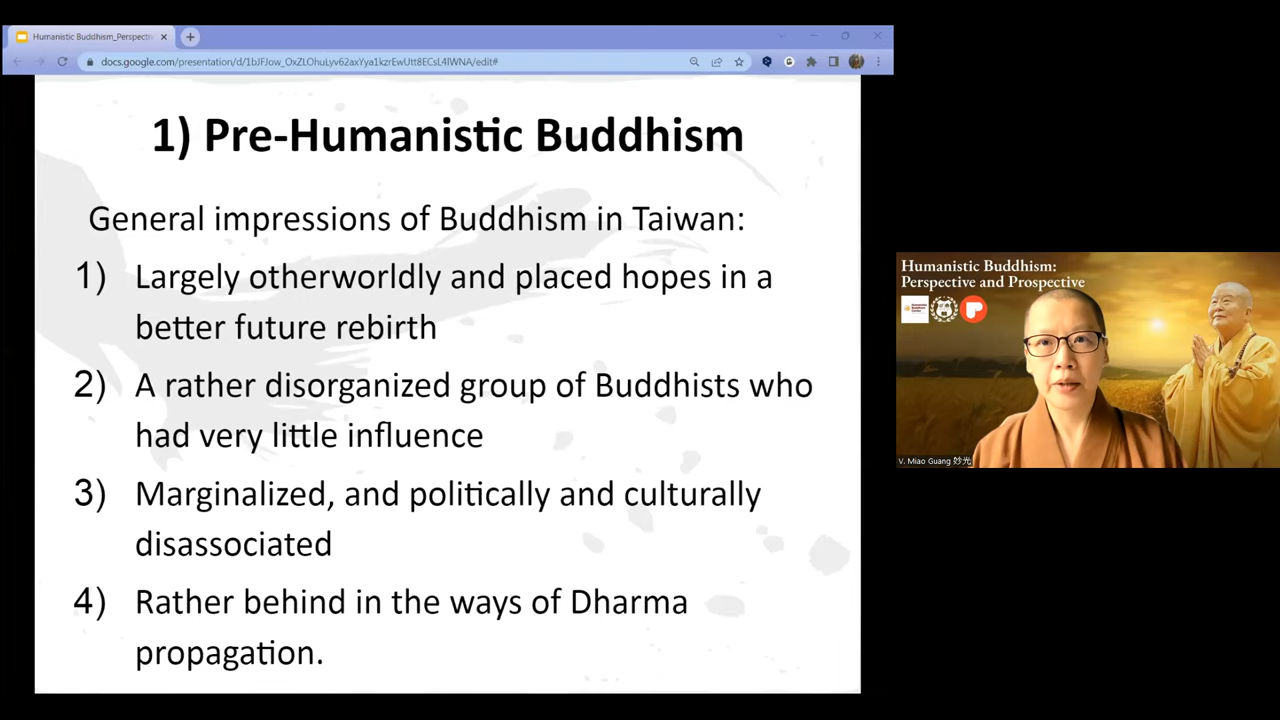 Humanistic Buddhism_Perspectiv
docs.google.com/presentation/d/1bJFJow_OxZLOhuLyv62axYya1kzrEwUtt8ECsL4lWNA/edit#
1) Pre-Humanistic Buddhism
General impressions of Buddhism in Taiwan:
1) Largely otherworldly and placed hopes in a
better future rebirth
2) A rather disorganized group of Buddhists who
had very little influence
3) Marginalized, and politically and culturally
disassociated
4) Rather behind in the ways of Dharma
propagation.
Humanistic Buddhism:
Perspective and Prospective
V. Miao Guang 妙光